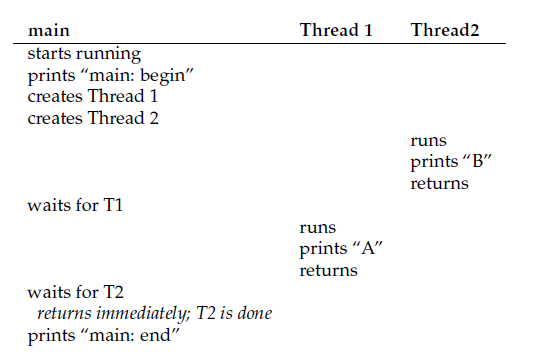 main Thread 1 Thread2
starts running
prints “main: begin”
creates Thread 1
creates Thread 2
runs
prints “B”
returns
waits for T1
runs
prints “A”
returns
waits for T2
returns immediately; T2 is done
prints “main: end”